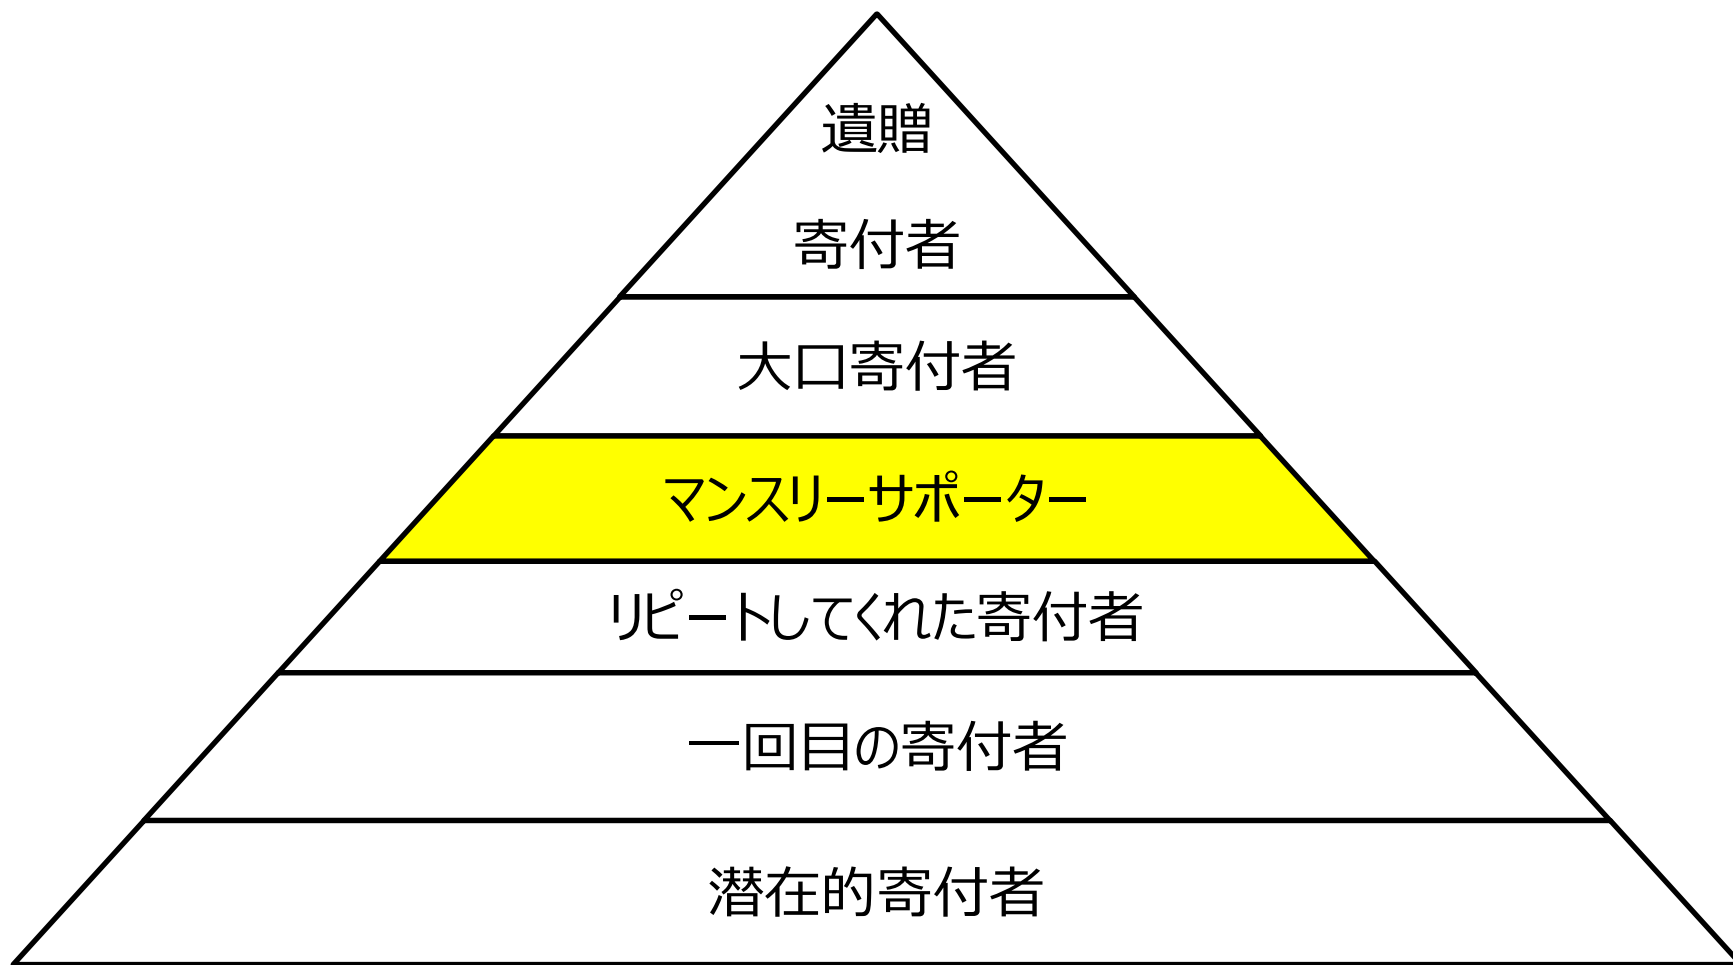 遺贈
寄付者
大口寄付者
マンスリーサポーター
リピートしてくれた寄付者
一回目の寄付者
潜在的寄付者